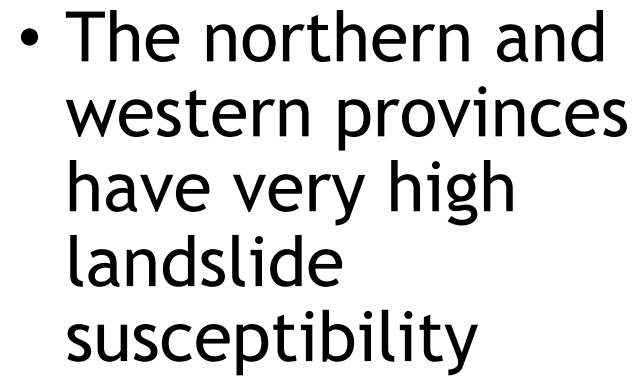 • The northern and
western provinces
have very high
landslide
susceptibility